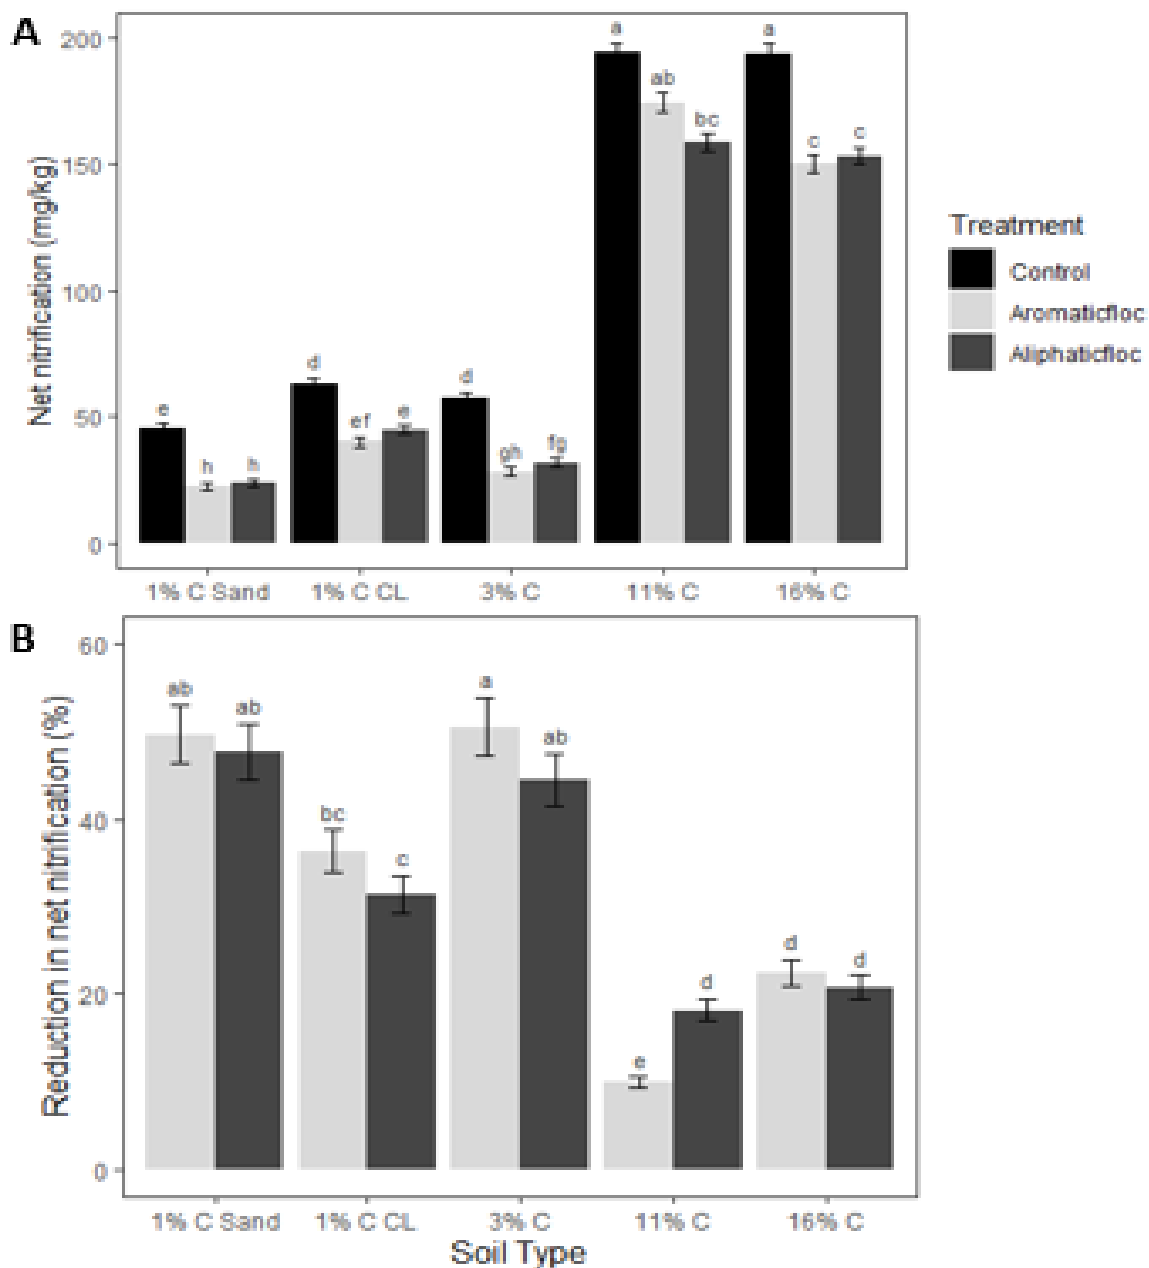 A
200
150
100
50
0
Net nitrification (mg/kg)
a
a
ab
bc
c
c
d
d
e
ef
e
gh
fg
h
h
1% C Sand
1% C CL
3% C
11% C
16% C
Treatment
Control
Aromaticfloc
Aliphaticfloc
B
60
40
20
0
Reduction in net nitrification (%)
ab
ab
bc
c
a
ab
e
d
d
d
1% C Sand
1% C CL
3% C
11% C
16% C
Soil Type